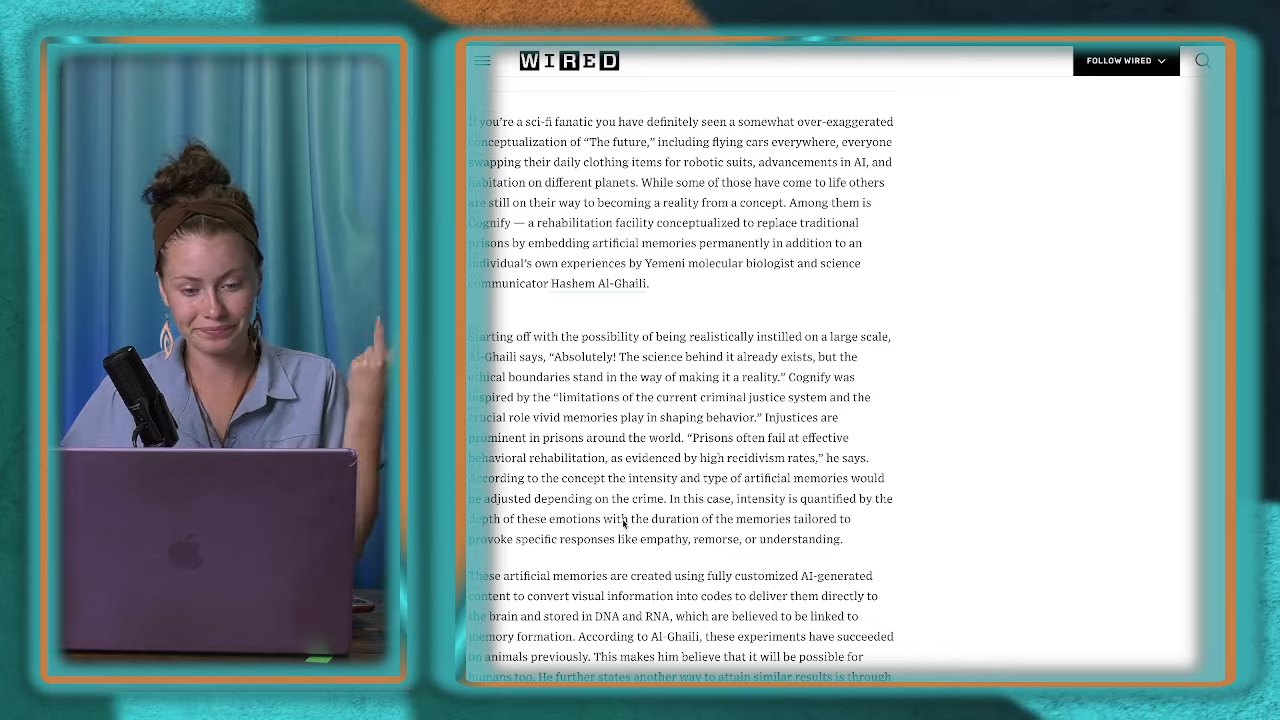 WIRED
FOLLOW WIRED
If you're a sci-fi fanatic you have definitely seen a somewhat over-exaggerated
conceptualization of “The future,” including flying cars everywhere, everyone
swapping their daily clothing items for robotic suits, advancements in AI, and
habitation on different planets. While some of those have come to life others
are still on their way to becoming a reality from a concept. Among them is
Cognify — a rehabilitation facility conceptualized to replace traditional
prisons by embedding artificial memories permanently in addition to an
individual’s own experiences by Yemeni molecular biologist and science
communicator Hashem Al-Ghaili.
Starting off with the possibility of being realistically instilled on a large scale,
Al-Ghaili says, “Absolutely! The science behind it already exists, but the
ethical boundaries stand in the way of making it a reality.” Cognify was
inspired by the “limitations of the current criminal justice system and the
crucial role vivid memories play in shaping behavior.” Injustices are
prominent in prisons around the world. “Prisons often fail at effective
behavioral rehabilitation, as evidenced by high recidivism rates,” he says.
According to the concept the intensity and type of artificial memories would
be adjusted depending on the crime. In this case, intensity is quantified by the
depth of these emotions with the duration of the memories tailored to
provoke specific responses like empathy, remorse, or understanding.
These artificial memories are created using fully customized AI-generated
content to convert visual information into codes to deliver them directly to
the brain and stored in DNA and RNA, which are believed to be linked to
memory formation. According to Al-Ghaili, these experiments have succeeded
on animals previously. This makes him believe that it will be possible for
humans too. He further states another way to attain similar results is through